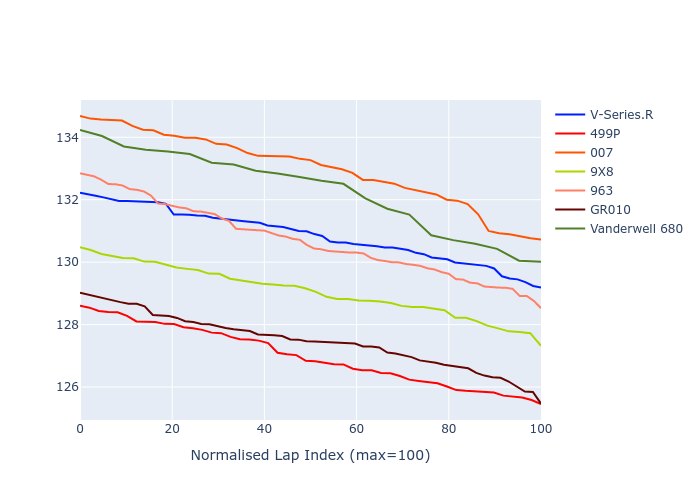 V-Series.R
499P
007
9X8
963
GR010
Vanderwell 680
134
132
130
128
126
0 20 40 60 80 100
Normalised Lap Index (max=100)